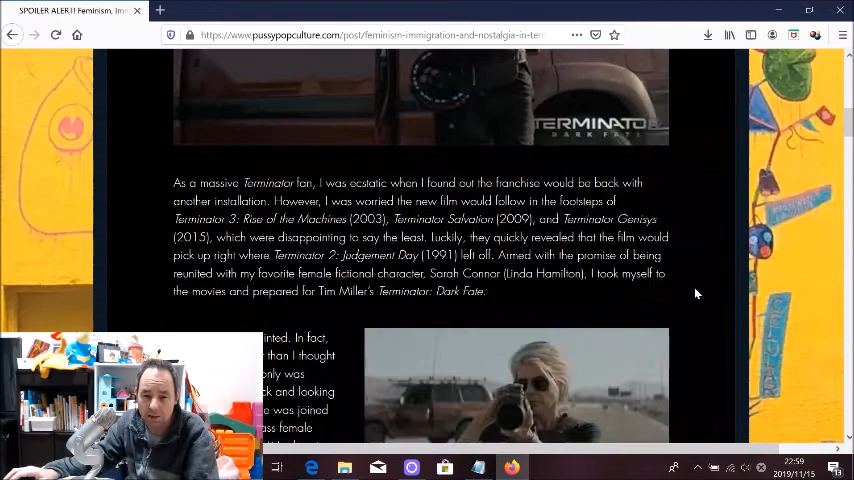 SPOILER ALERT! Feminism, Imm
https://www.pussypopculture.com/post/feminism-immigration-and-nostalgia-in-term
TERMINATOR
DARK FATE
As a massive Terminator fan, I was ecstatic when I found out the franchise would be back with
another installation. However, I was worried the new film would follow in the footsteps of
Terminator 3: Rise of the Machines (2003), Terminator Salvation (2009), and Terminator Genisys
(2015), which were disappointing to say the least. Luckily, they quickly revealed that the film would
pick up right where Terminator 2: Judgement Day (1991) left off. Armed with the promise of being
reunited with my favorite female fictional character, Sarah Connor (Linda Hamilton), I took myself to
the movies and prepared for Tim Miller's Terminator: Dark Fate.
inted. In fact,
r than I thought
only was
ck and looking
e was joined
ass female
22:59
2019/11/15
13